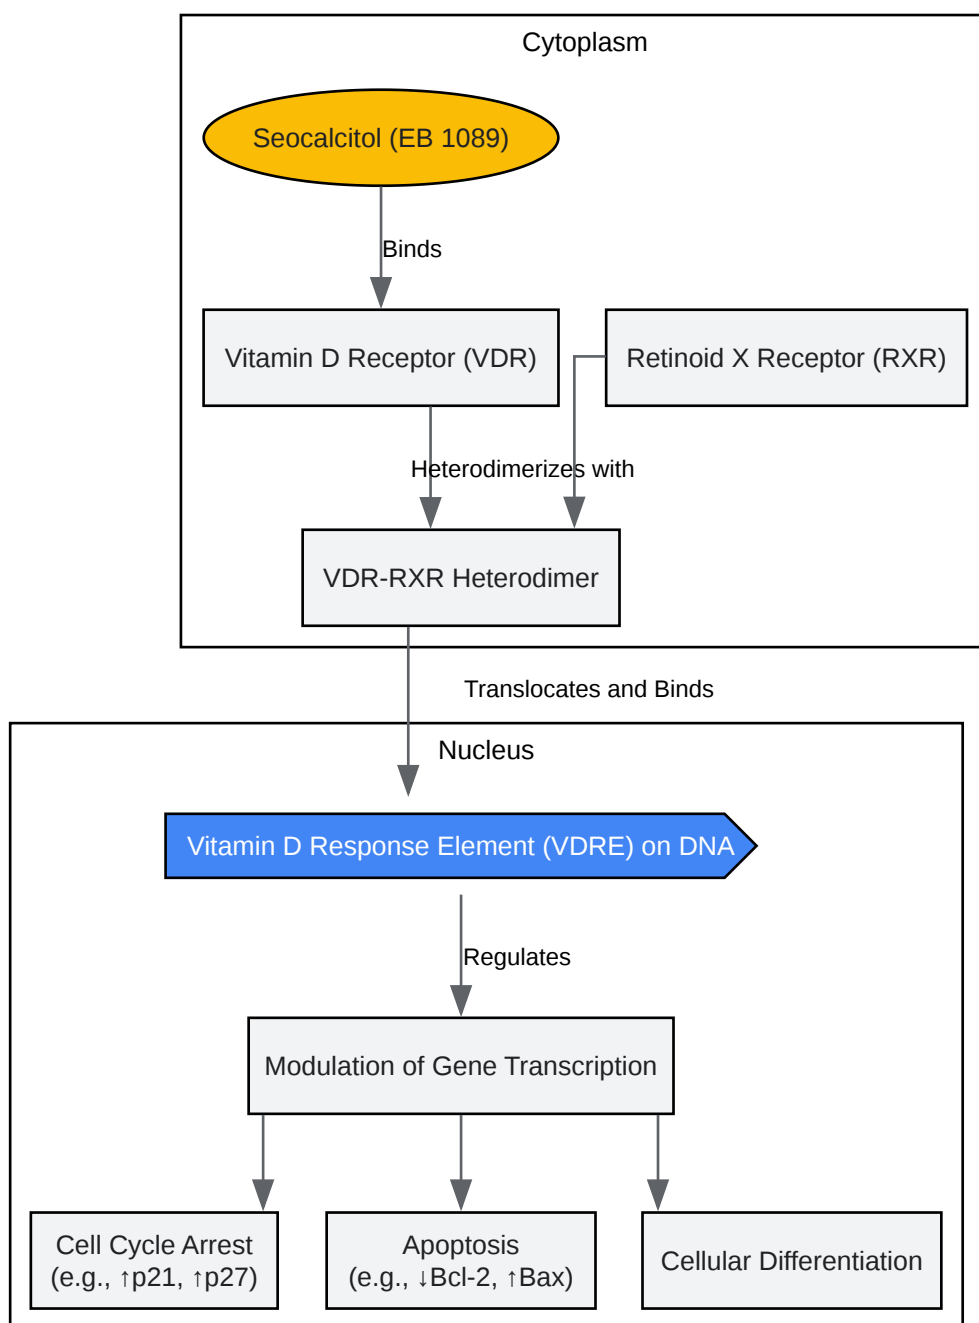 Cytoplasm
Seocalcitol (EB 1089)
Binds
Vitamin D Receptor (VDR)
Retinoid X Receptor (RXR)
Heterodimerizes with
VDR-RXR Heterodimer
Translocates and Binds
Nucleus
Vitamin D Response Element (VDRE) on DNA
Regulates
Modulation of Gene Transcription
Cell Cycle Arrest
(e.g., ↑p21, ↑p27)
Apoptosis
(e.g., ↓Bcl-2, ↑Bax)
Cellular Differentiation